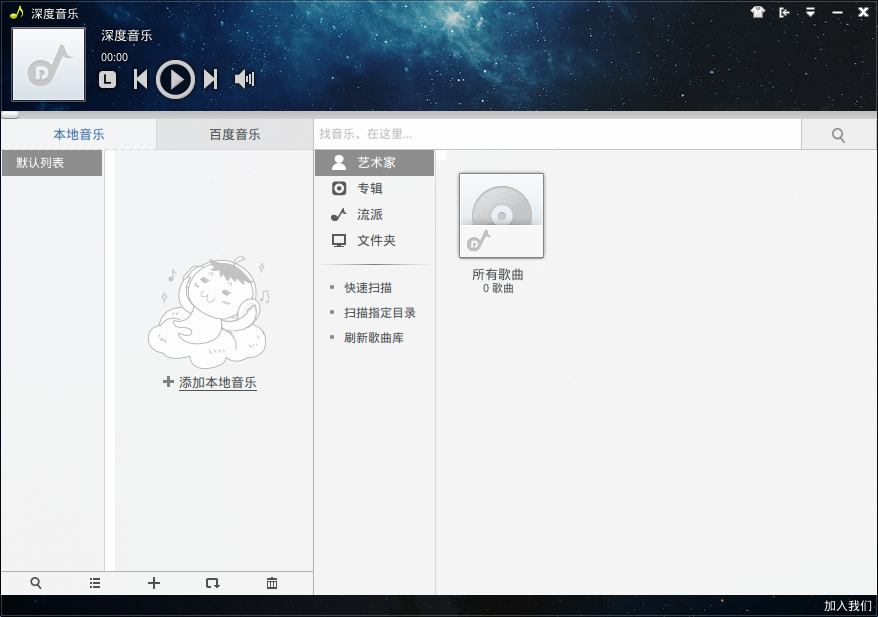 深度音乐
深度音乐
00:00
L
本地音乐
百度音乐
找音乐，在这里...
默认列表
艺术家
专辑
流派
文件夹
快速扫描
扫描指定目录
刷新歌曲库
所有歌曲
0 歌曲
添加本地音乐
加入我们